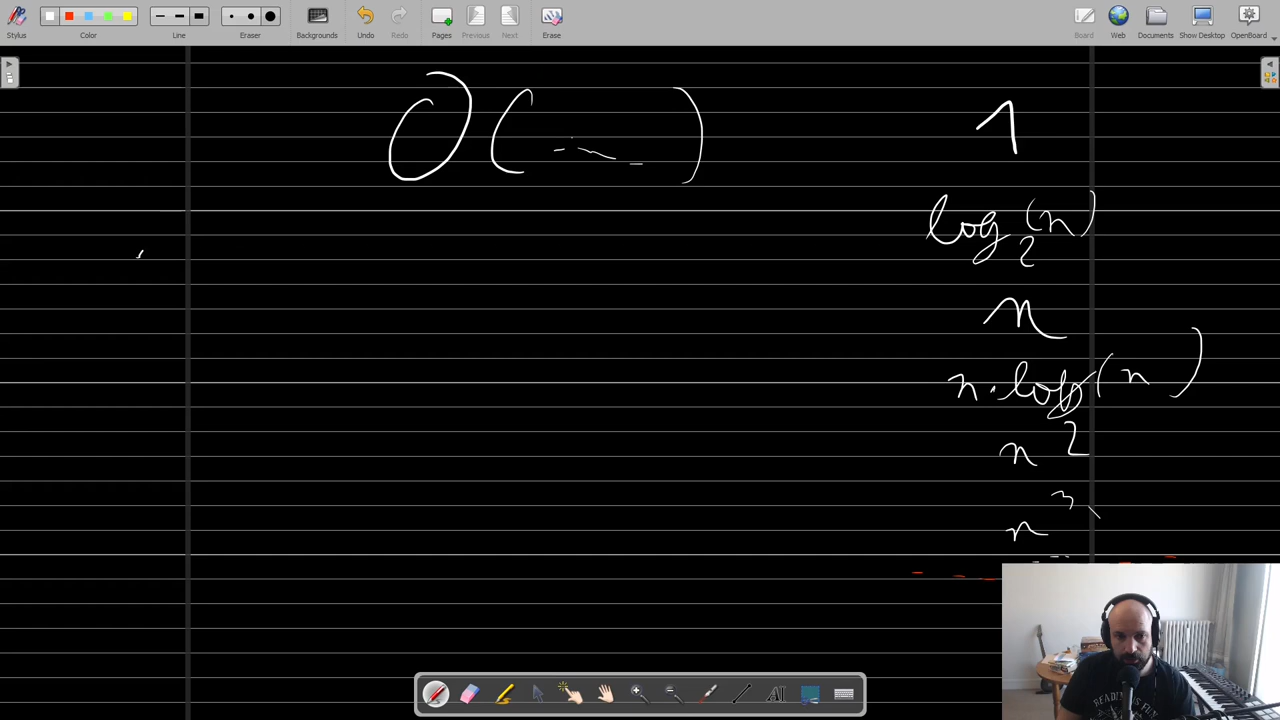 Stylus
Color
Line
Eraser
Backgrounds
Undo
Redo
Pages
Previous
Next
Erase
Board
Web
Documents
Show Desktop
OpenBoard
O(...)
1
log₂(n)
n
n·log(n)
n²
n³
AI